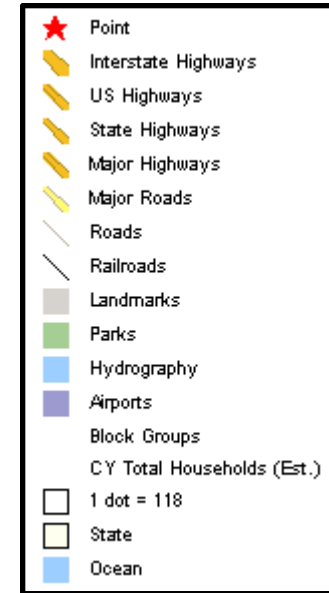 Point
Interstate Highways
US Highways
State Highways
Major Highways
Major Roads
Roads
Railroads
Landmarks
Parks
Hydrography
Airports
Block Groups
CY Total Households (Est.)
1 dot = 118
State
Ocean